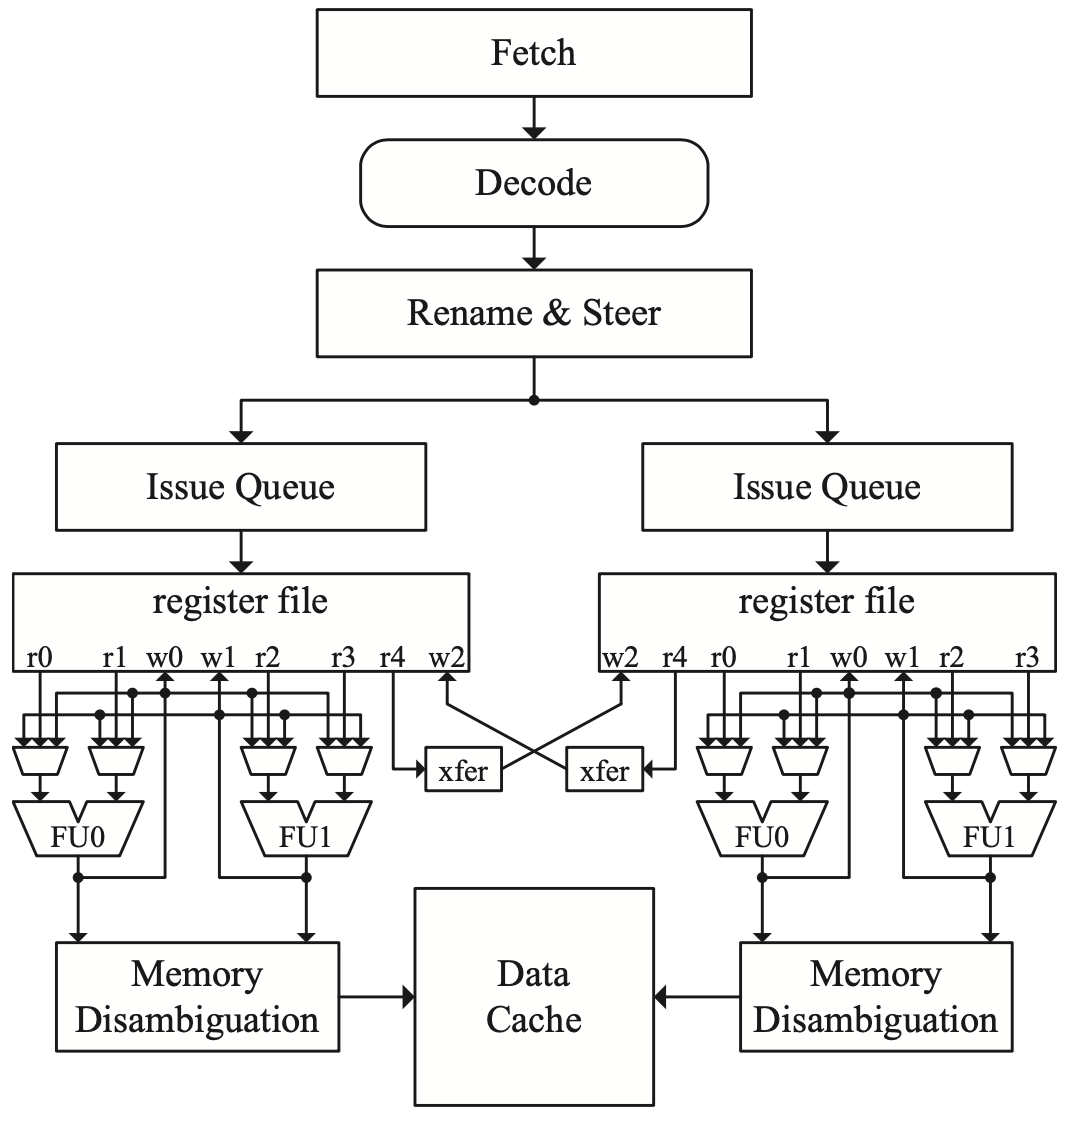 Fetch
Decode
Rename & Steer
Issue Queue
Issue Queue
register file
register file
r0 r1 w0 w1 r2 r3 r4 w2
w2 r4 r0 r1 w0 w1 r2 r3
xfer
xfer
FU0
FU1
FU0
FU1
Memory
Disambiguation
Data
Cache
Memory
Disambiguation